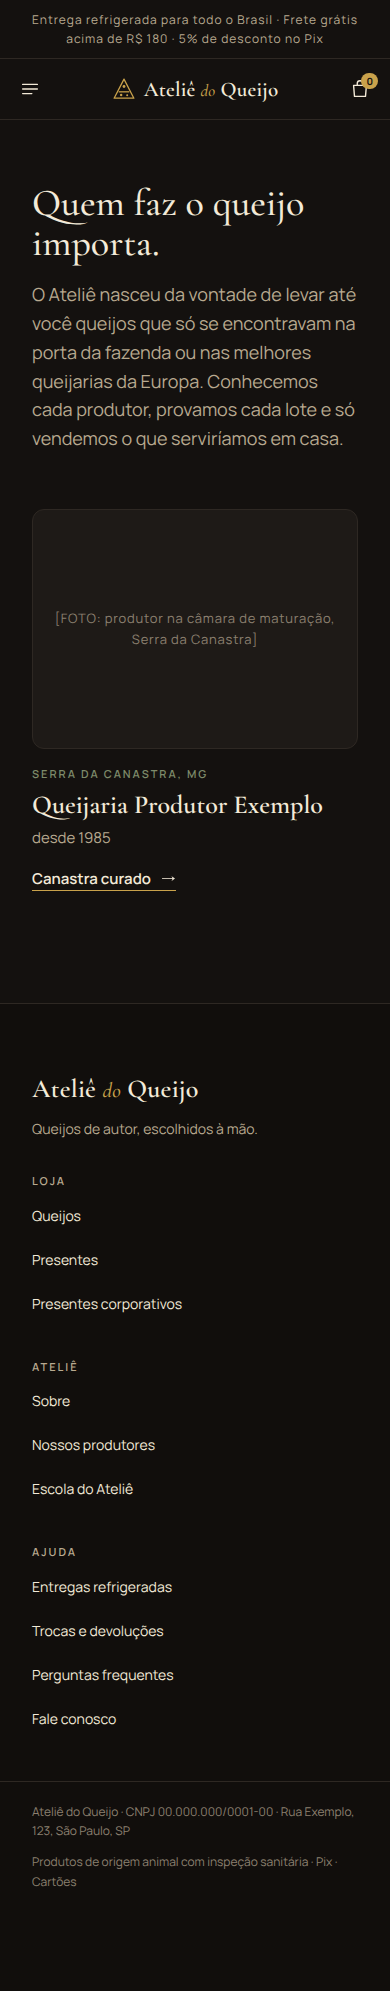 Entrega refrigerada para todo o Brasil · Frete grátis
acima de R$ 180 · 5% de desconto no Pix
Ateliê do Queijo
0
Quem faz o queijo
importa.
O Ateliê nasceu da vontade de levar até
você queijos que só se encontravam na
porta da fazenda ou nas melhores
queijarias da Europa. Conhecemos
cada produtor, provamos cada lote e só
vendemos o que serviríamos em casa.
[FOTO: produtor na câmara de maturação,
Serra da Canastra]
SERRA DA CANASTRA, MG
Queijaria Produtor Exemplo
desde 1985
Canastra curado →
Ateliê do Queijo
Queijos de autor, escolhidos à mão.
LOJA
Queijos
Presentes
Presentes corporativos
ATELIÊ
Sobre
Nossos produtores
Escola do Ateliê
AJUDA
Entregas refrigeradas
Trocas e devoluções
Perguntas frequentes
Fale conosco
Ateliê do Queijo · CNPJ 00.000.000/0001-00 · Rua Exemplo,
123, São Paulo, SP
Produtos de origem animal com inspeção sanitária · Pix ·
Cartões